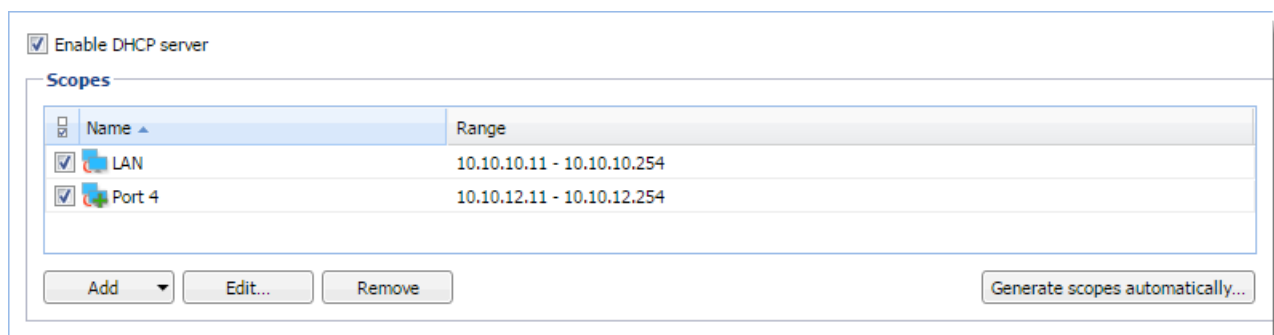 Enable DHCP server
Scopes
Name Range
LAN 10.10.10.11 - 10.10.10.254
Port 4 10.10.12.11 - 10.10.12.254
Add Edit... Remove Generate scopes automatically...